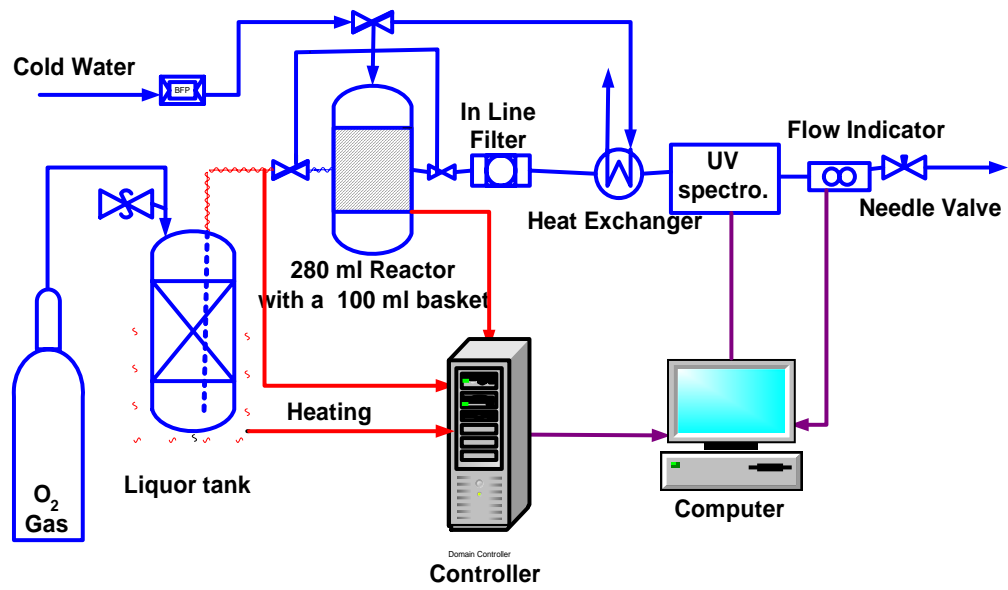 Cold Water
BFP
In Line
Filter
Flow Indicator
UV
spectro.
Needle Valve
Heat Exchanger
280 ml Reactor
with a 100 ml basket
Heating
Liquor tank
O2
Gas
Computer
Domain Controller
Controller